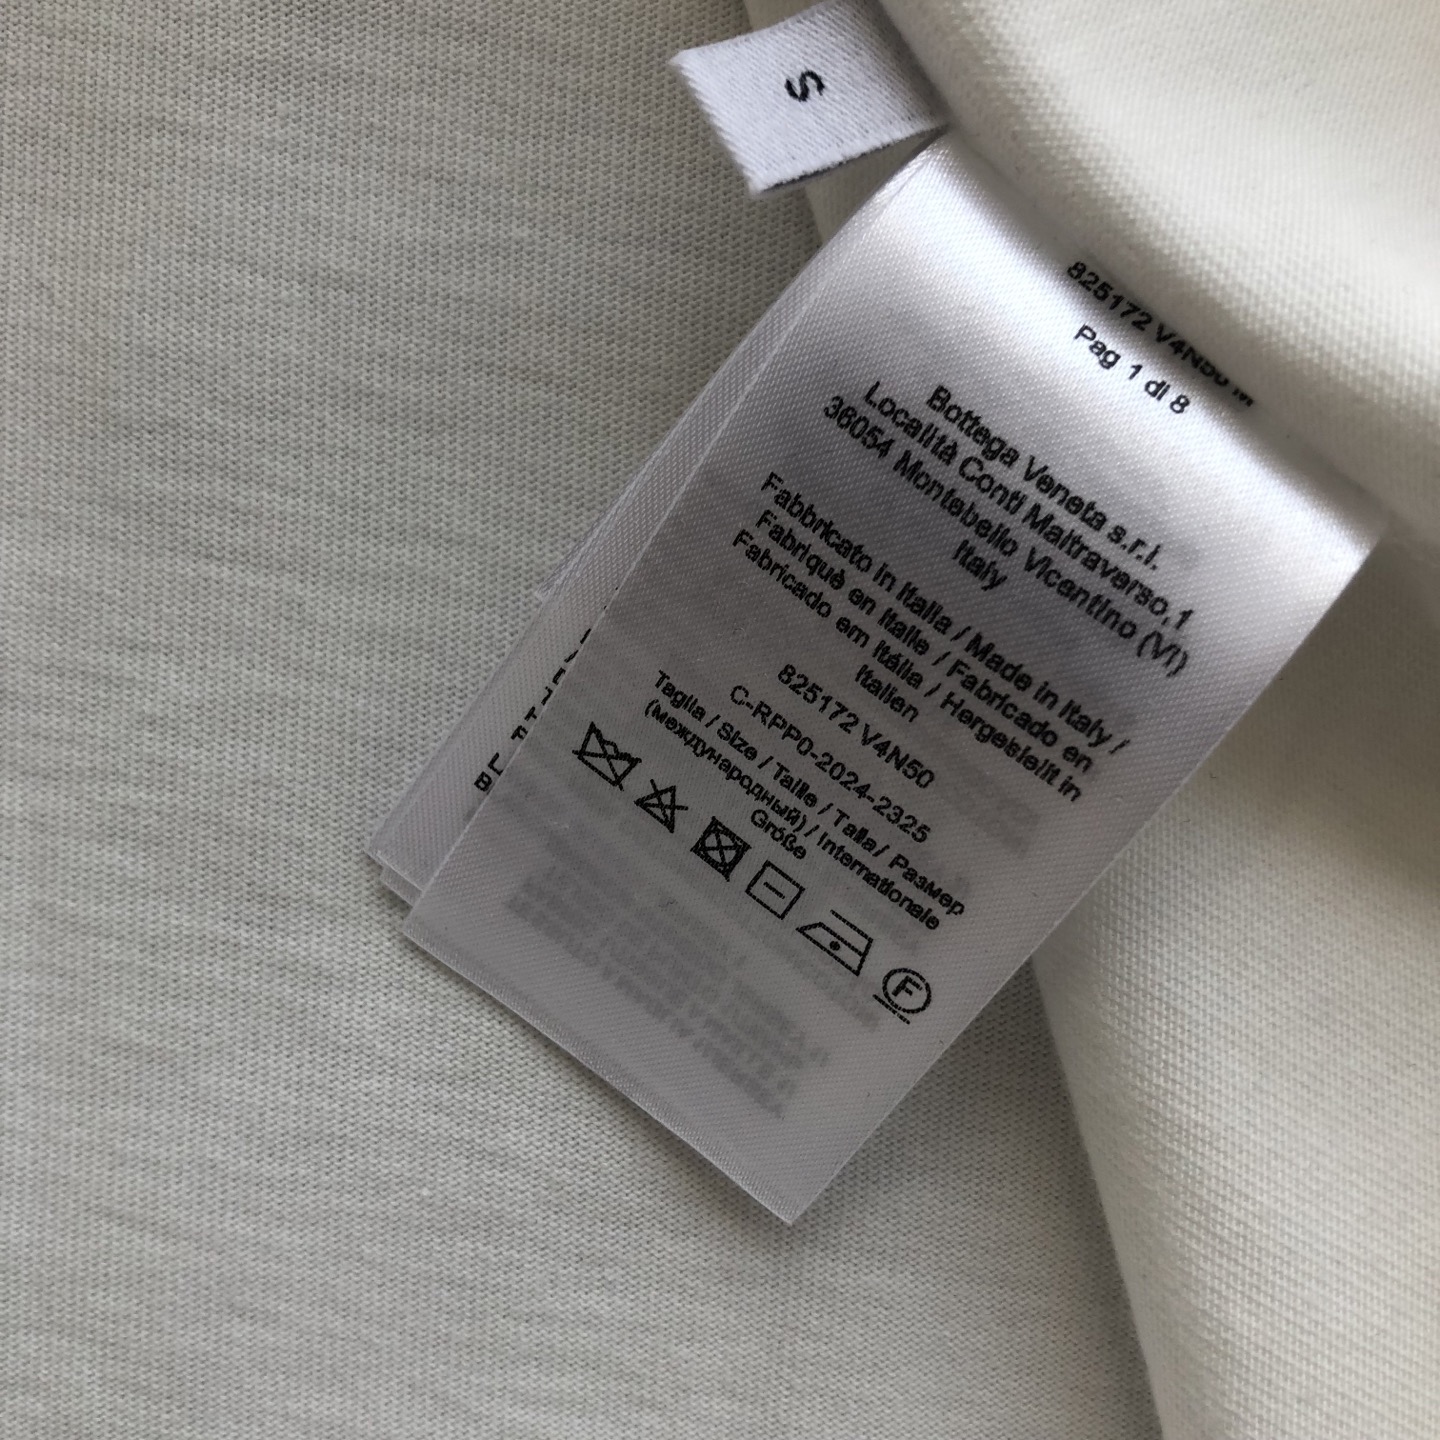 S
825172 V4N50 M
Pag 1 di 8
Bottega Veneta s.r.l.
Località Conti Maltraverso,1
36054 Montebello Vicentino (VI)
Italy
Fabbricato in Italia / Made in Italy /
Fabriqué en Italie / Fabricado en
Fabricado em Itália / Hergestellt in
Italien
825172 V4N50
C-RPP0-2024-2325
Taglia / Size / Taille / Talla/ Размер
(международный) / Internationale
Größe
F